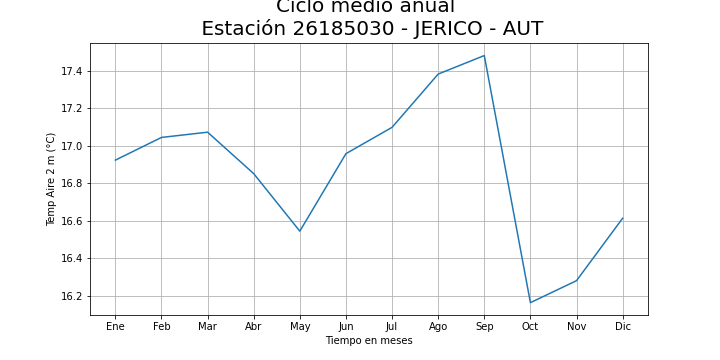 Ciclo medio anual
Estación 26185030 - JERICO - AUT
Temp Aire 2 m (°C)
17.4
17.2
17.0
16.8
16.6
16.4
16.2
Ene Feb Mar Abr May Jun Jul Ago Sep Oct Nov Dic
Tiempo en meses